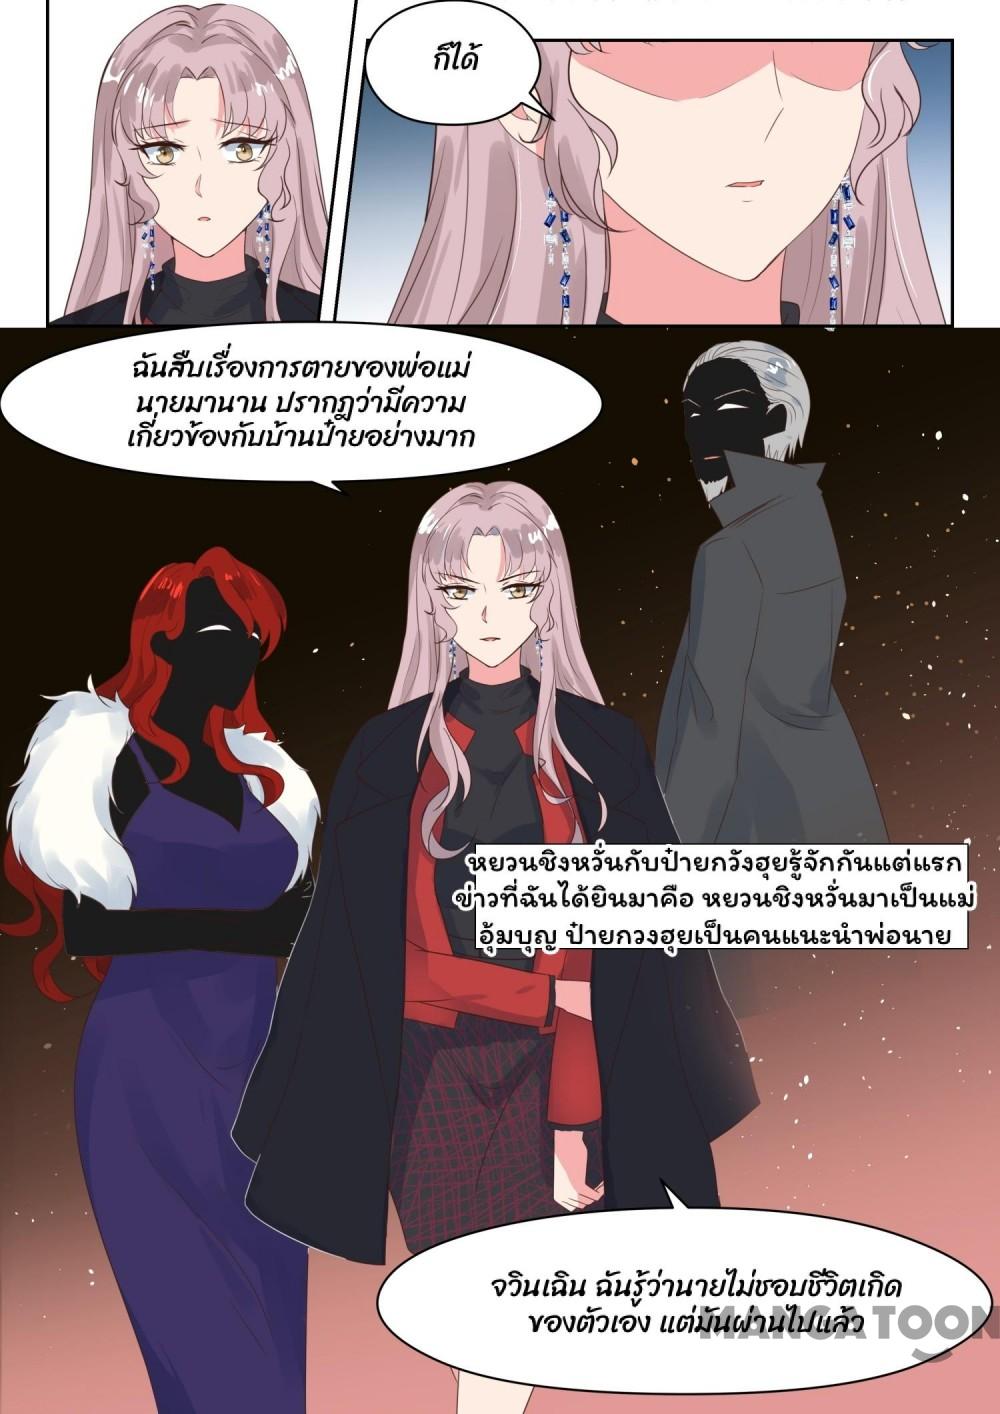 ก็ได้
ฉันสืบเรื่องการตายของพ่อแม่
นายมานาน ปรากฎว่ามีความ
เกี่ยวข้องกับบ้านป๋ายอย่างมาก
หยวนชิงหวั่นกับป๋ายกวังฮุยรู้จักกันแต่แรก
ข่าวที่ฉันได้ยินมาคือ หยวนชิงหวั่นมาเป็นแม่
อุ้มบุญ ป๋ายกวงฮุยเป็นคนแนะนำพ่อนาย
จวินเฉิน ฉันรู้ว่านายไม่ชอบชีวิตเกิด
ของตัวเอง แต่มันผ่านไปแล้ว
MANGATOON